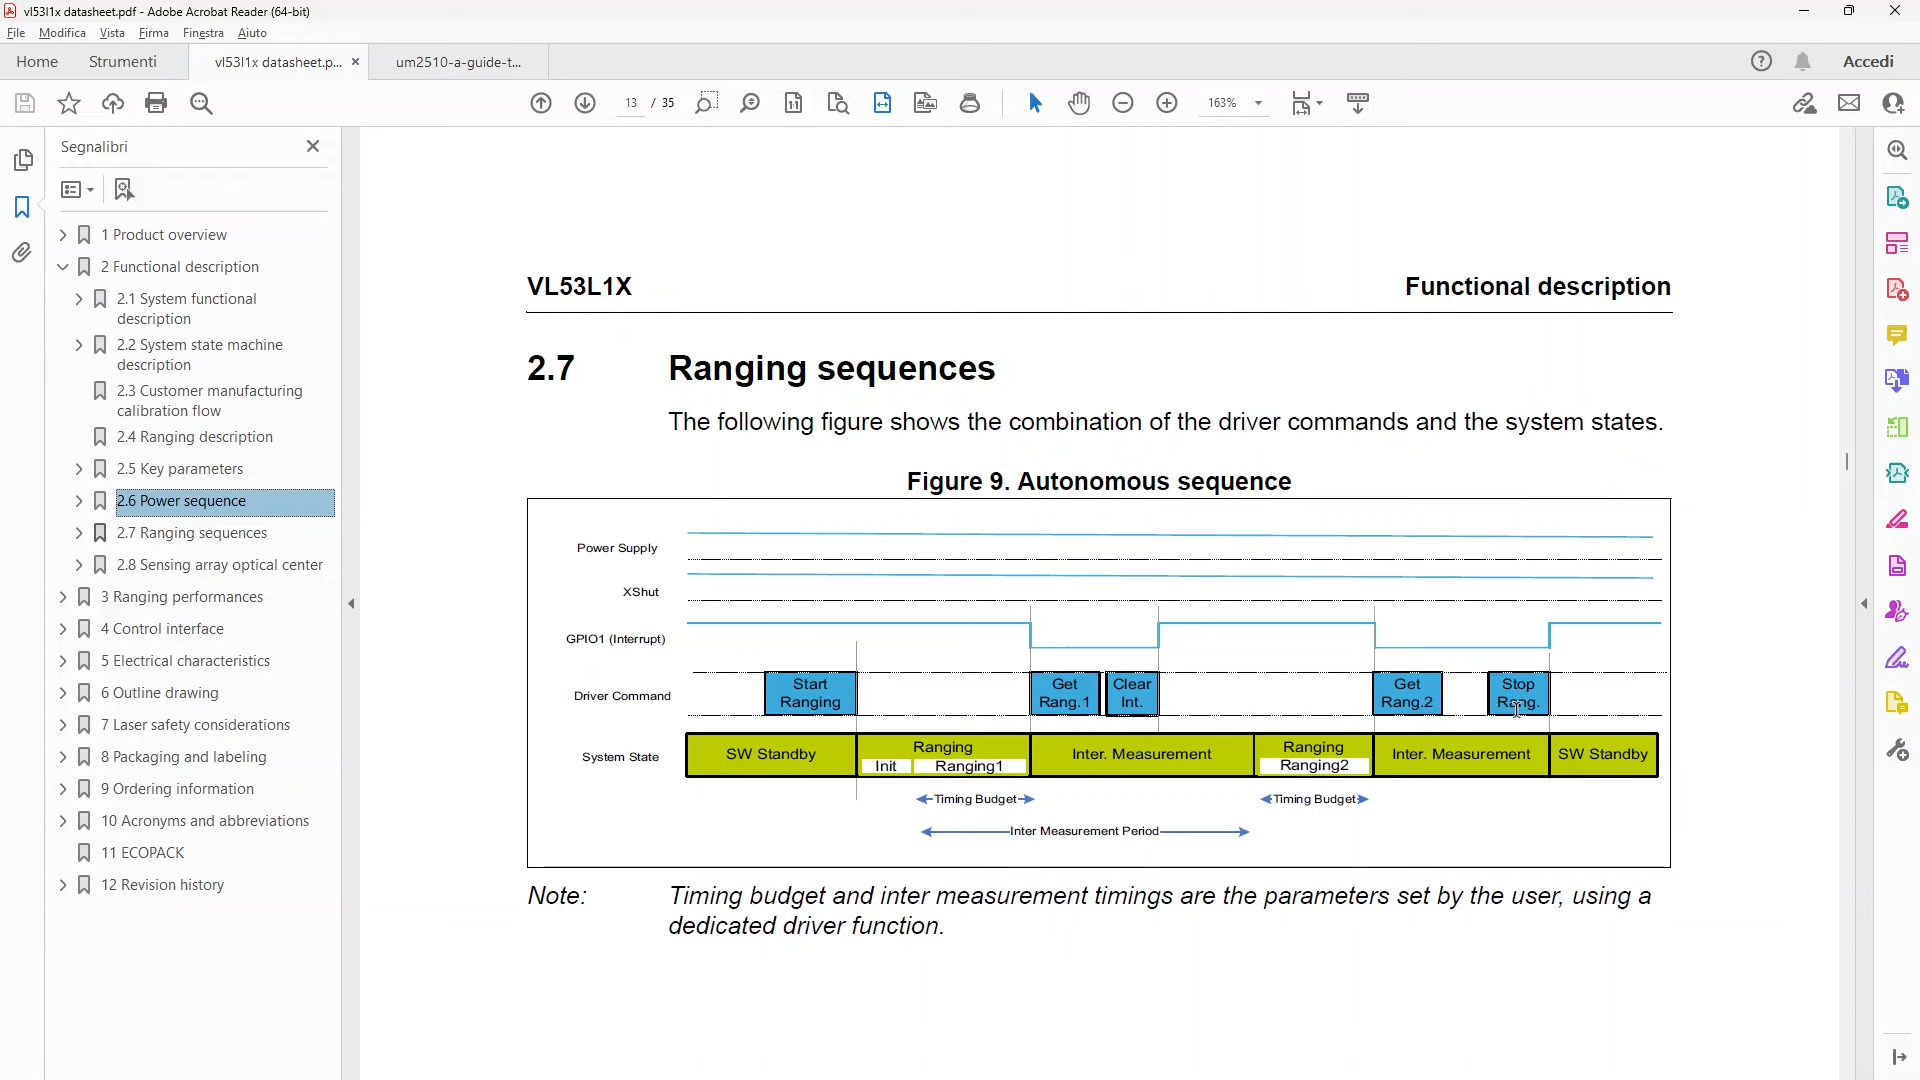 vl53l1x datasheet.pdf - Adobe Acrobat Reader (64-bit)
File Modifica Vista Firma Finestra Aiuto
Home Strumenti vl53l1x datasheet.p... um2510-a-guide-t... Accedi
13 / 35 163%
Segnalibri
1 Product overview
2 Functional description
2.1 System functional
description
2.2 System state machine
description
2.3 Customer manufacturing
calibration flow
2.4 Ranging description
2.5 Key parameters
2.6 Power sequence
2.7 Ranging sequences
2.8 Sensing array optical center
3 Ranging performances
4 Control interface
5 Electrical characteristics
6 Outline drawing
7 Laser safety considerations
8 Packaging and labeling
9 Ordering information
10 Acronyms and abbreviations
11 ECOPACK
12 Revision history
VL53L1X Functional description
2.7 Ranging sequences
The following figure shows the combination of the driver commands and the system states.
Figure 9. Autonomous sequence
Power Supply
XShut
GPIO1 (Interrupt)
Driver Command
Start
Ranging
Get
Rang.1
Clear
Int.
Get
Rang.2
Stop
Rang.
System State
SW Standby
Ranging
Init Ranging1
Inter. Measurement
Ranging
Ranging2
Inter. Measurement
SW Standby
Timing Budget Timing Budget
Inter Measurement Period
Note: Timing budget and inter measurement timings are the parameters set by the user, using a
dedicated driver function.